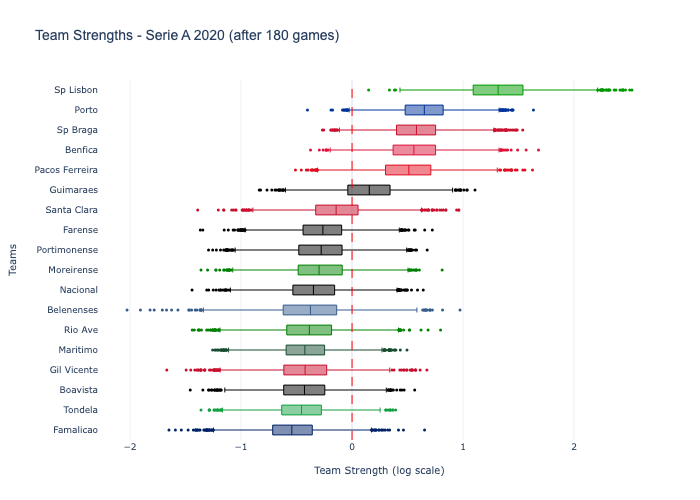 Team Strengths - Serie A 2020 (after 180 games)
Teams
Sp Lisbon
Porto
Sp Braga
Benfica
Pacos Ferreira
Guimaraes
Santa Clara
Farense
Portimonense
Moreirense
Nacional
Belenenses
Rio Ave
Maritimo
Gil Vicente
Boavista
Tondela
Famalicao
−2 −1 0 1 2
Team Strength (log scale)